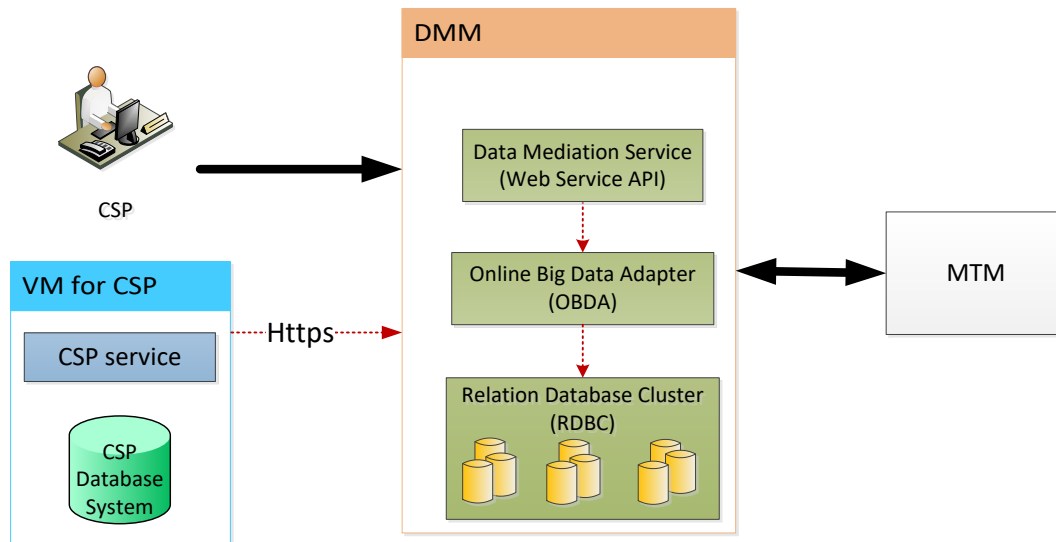 DMM
Data Mediation Service
(Web Service API)
CSP
Online Big Data Adapter
(OBDA)
MTM
VM for CSP
Https
CSP service
Relation Database Cluster
(RDBC)
CSP
Database
System